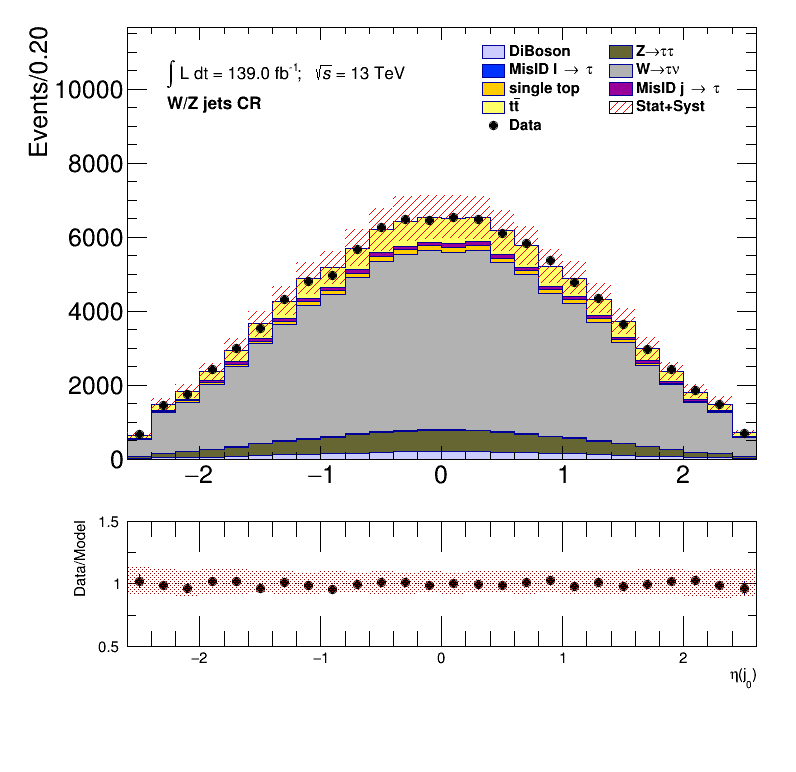 Events/0.20
10000
8000
6000
4000
2000
0
∫ L dt = 139.0 fb⁻¹; √s = 13 TeV
W/Z jets CR
DiBoson
Z→ττ
MisID l → τ
W→τν
single top
MisID j → τ
tt̄
Stat+Syst
Data
−2 −1 0 1 2
Data/Model
1.5
1
0.5
−2 −1 0 1 2
η(j₀)